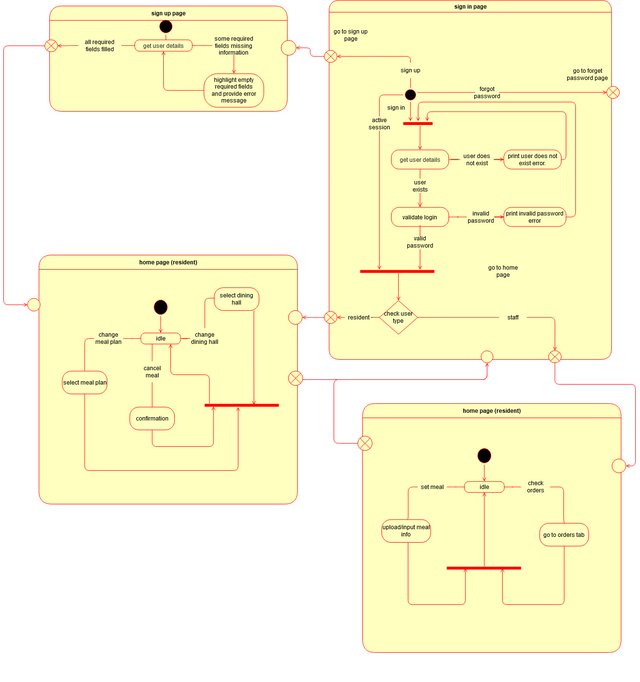 sign up page
get user details
all required
fields filled
some required
fields missing
information
highlight empty
required fields
and provide error
message
sign in page
go to sign up
page
sign up
forgot
password
go to forget
password page
sign in
active
session
get user details
user does
not exist
print user does not
exist error
user
exists
validate login
invalid
password
print invalid password
error
valid
password
go to home
page
check user
type
resident
staff
home page (resident)
select dining
hall
idle
change
meal plan
change
dining hall
cancel
meal
select meal plan
confirmation
home page (resident)
set meal
idle
check
orders
upload/input meal
info
go to orders tab